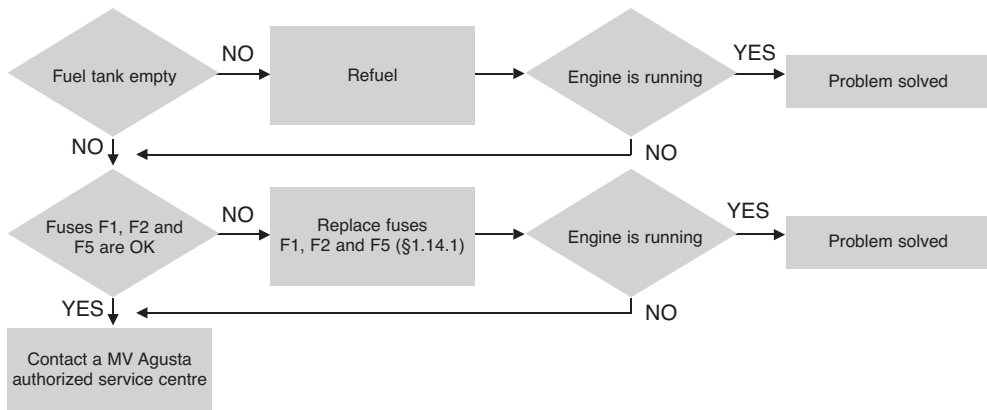 Fuel tank empty
NO
Refuel
Engine is running
YES
Problem solved
NO
NO
Fuses F1, F2 and
F5 are OK
NO
Replace fuses
F1, F2 and F5 (§1.14.1)
Engine is running
YES
Problem solved
YES
NO
Contact a MV Agusta
authorized service centre